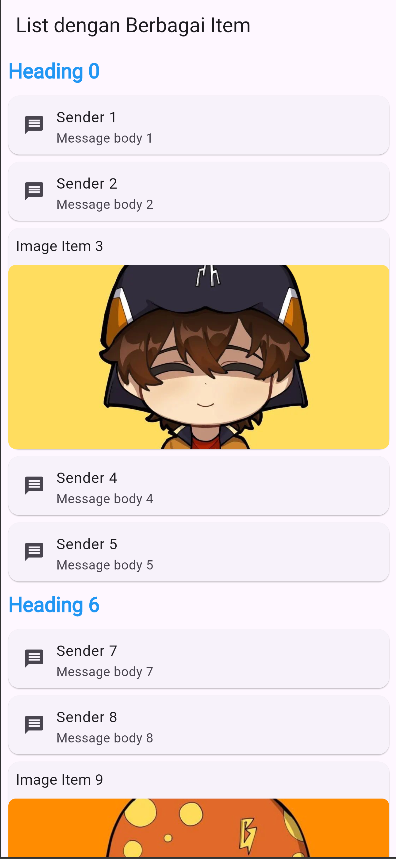 List dengan Berbagai Item
Heading 0
Sender 1
Message body 1
Sender 2
Message body 2
Image Item 3
Sender 4
Message body 4
Sender 5
Message body 5
Heading 6
Sender 7
Message body 7
Sender 8
Message body 8
Image Item 9